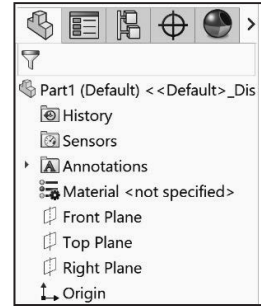 Part1 (Default) <<Default>_Dis
History
Sensors
Annotations
Material <not specified>
Front Plane
Top Plane
Right Plane
Origin